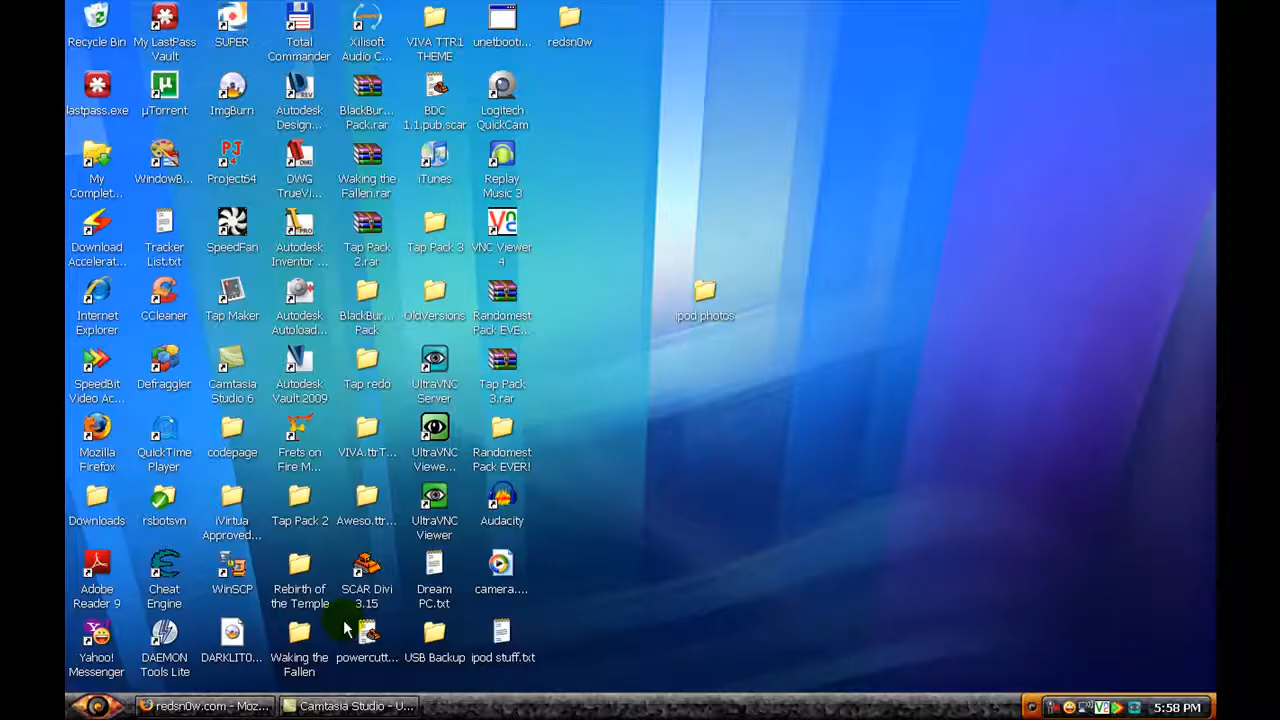 Recycle Bin
My LastPass
Vault
SUPER
Total
Commander
Xilisoft
Audio C...
VIVA TTR1
THEME
unetbooti...
redsn0w
lastpass.exe
µTorrent
ImgBurn
Autodesk
Design...
BlackBur...
Pack.rar
BDC
1.1.pub.scar
Logitech
QuickCam
My
Complet...
WindowB...
Project64
DWG
TrueVi...
Waking the
Fallen.rar
iTunes
Replay
Music 3
Download
Accelerat...
Tracker
List.txt
SpeedFan
Autodesk
Inventor ...
Tap Pack
2.rar
Tap Pack 3
VNC Viewer
4
Internet
Explorer
CCleaner
Tap Maker
Autodesk
Autoload...
BlackBur...
Pack
OldVersions
Randomest
Pack EVE...
ipod photos
SpeedBit
Video Ac...
Defraggler
Camtasia
Studio 6
Autodesk
Vault 2009
Tap redo
UltraVNC
Server
Tap Pack
3.rar
Mozilla
Firefox
QuickTime
Player
codepage
Frets on
Fire M...
VIVA.ttrT...
UltraVNC
Viewe...
Randomest
Pack EVER!
Downloads
rsbotsvn
iVirtua
Approved...
Tap Pack 2
Aweso.ttr...
UltraVNC
Viewer
Audacity
Adobe
Reader 9
Cheat
Engine
WinSCP
Rebirth of
the Temple
SCAR Divi
3.15
Dream
PC.txt
camera....
Yahoo!
Messenger
DAEMON
Tools Lite
DARKLIT0...
Waking the
Fallen
powercutt...
USB Backup
ipod stuff.txt
redsn0w.com - Moz...
Camtasia Studio - U...
5:58 PM